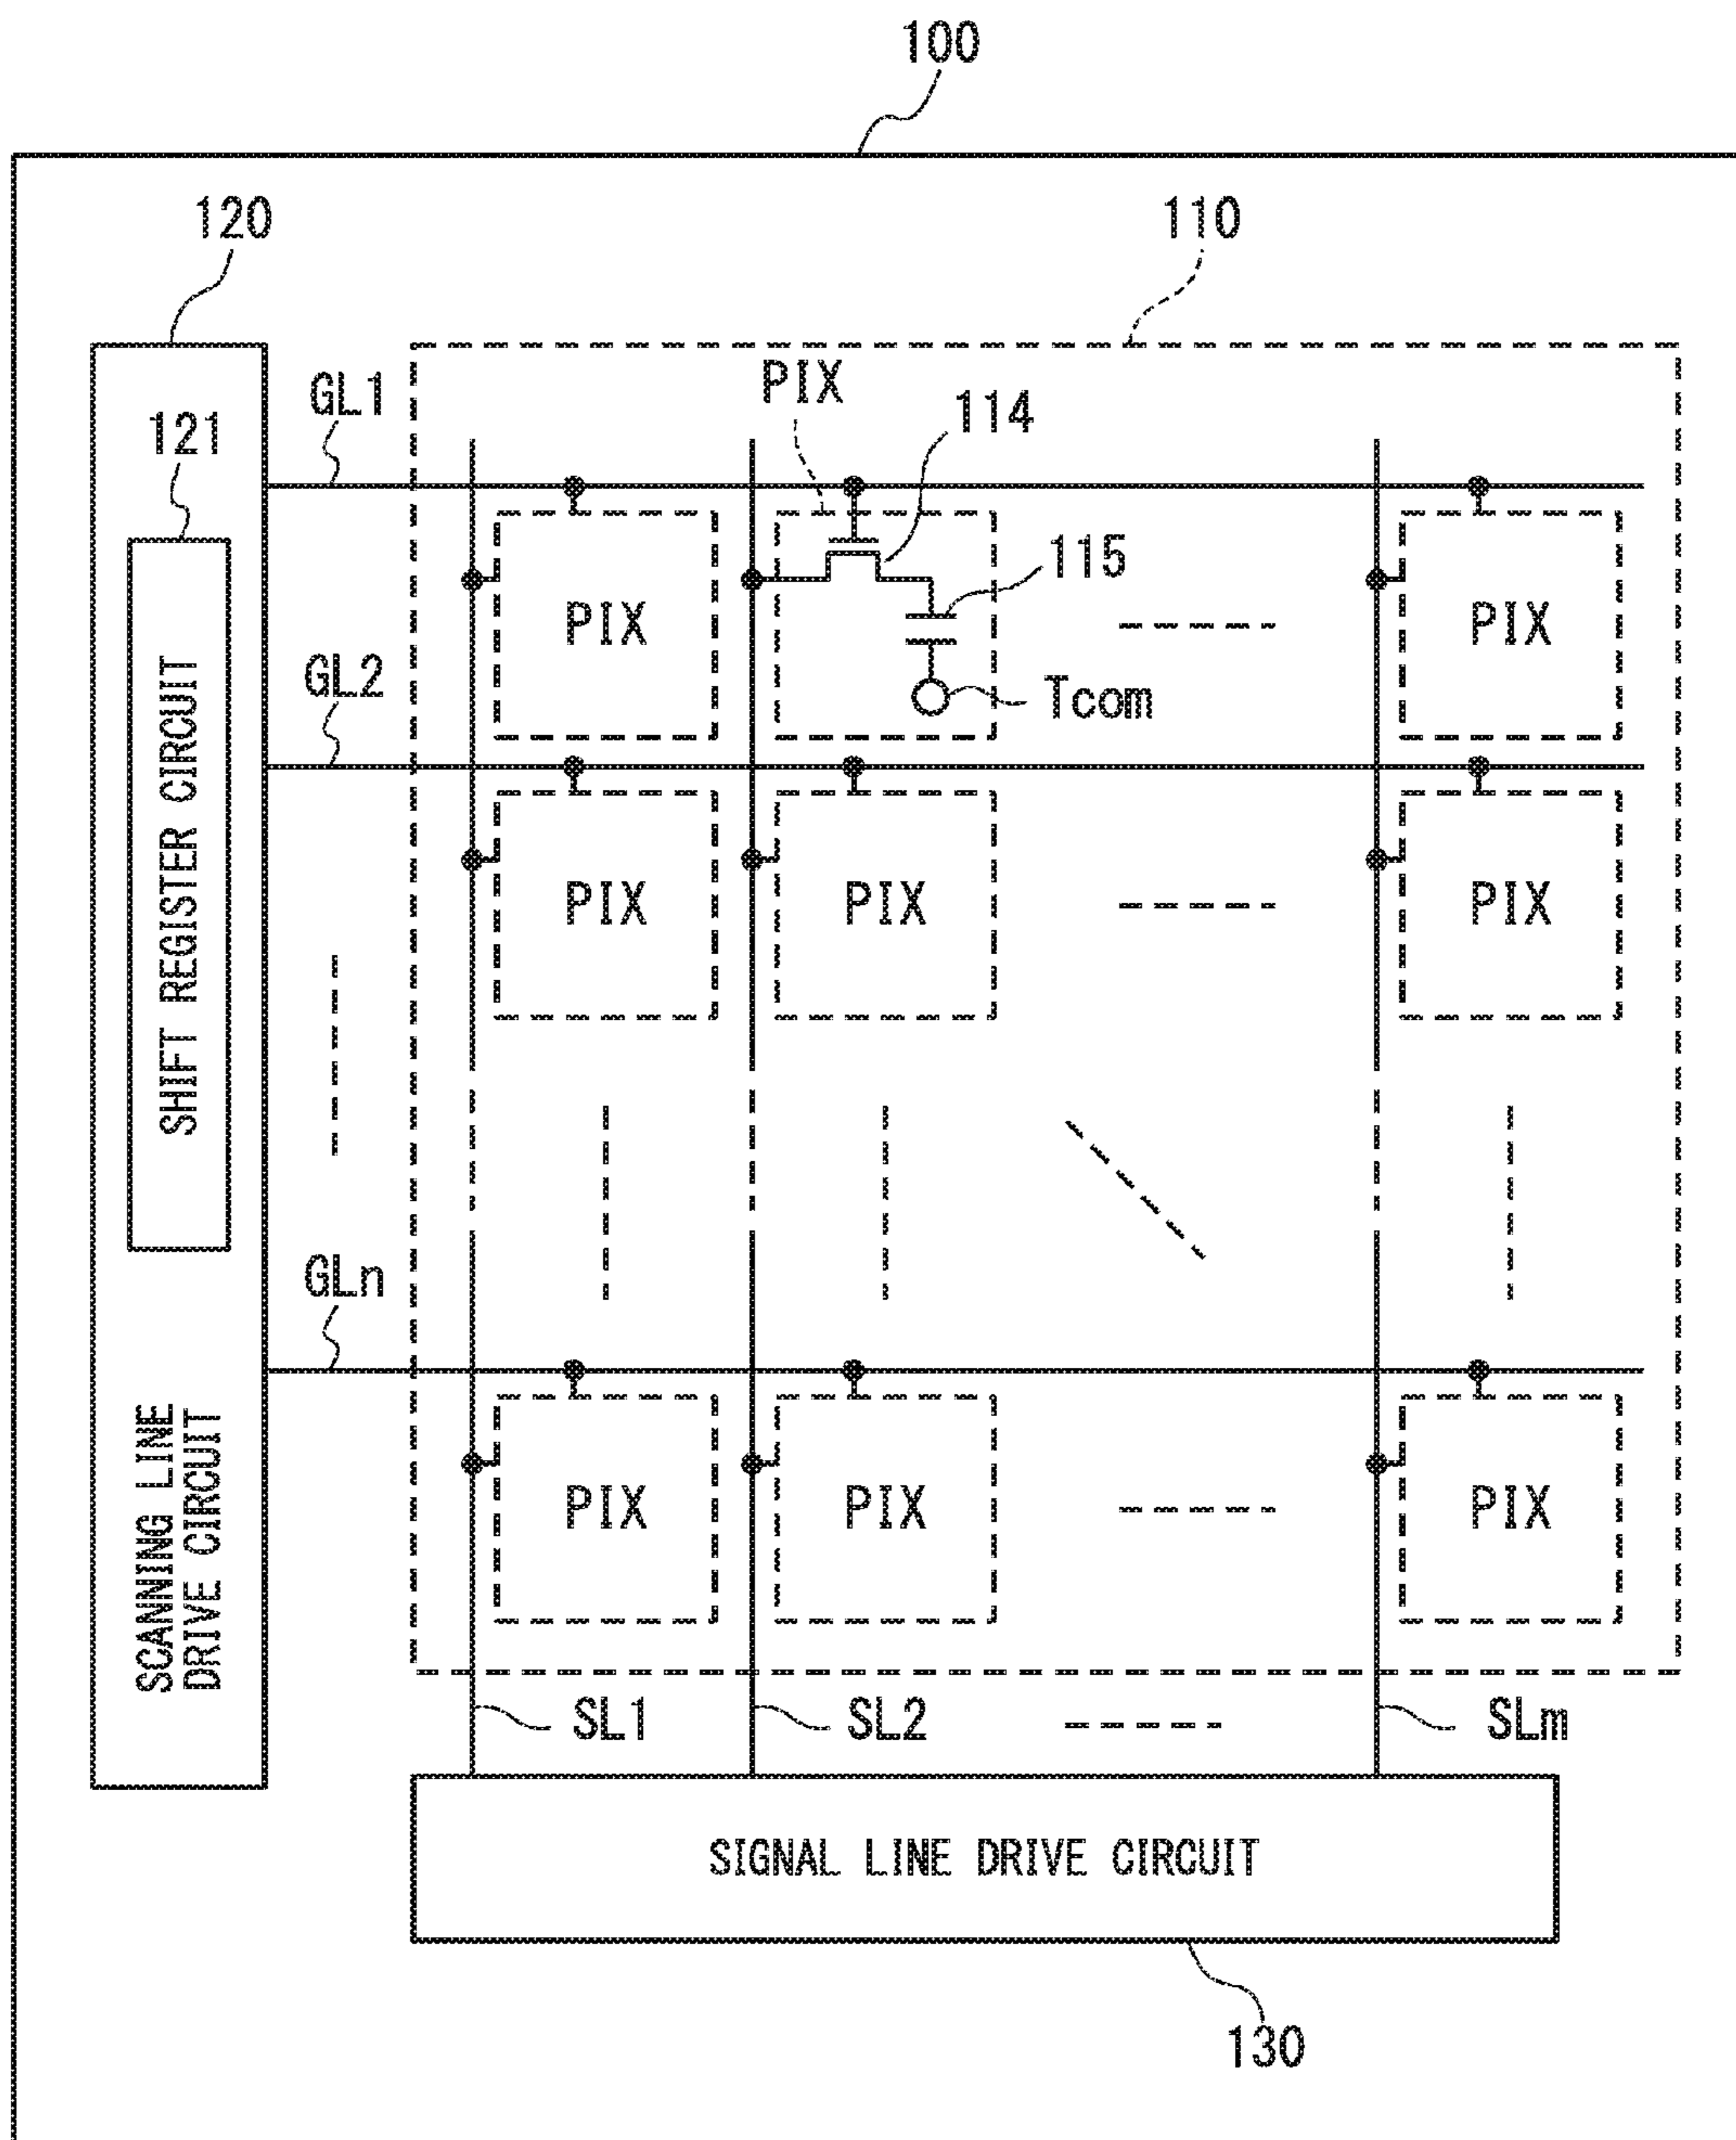 100
120
110
GL1
PIX
114
121
115
PIX
PIX
GL2
Tcom
SHIFT REGISTER CIRCUIT
PIX
PIX
PIX
GLn
SCANNING LINE
DRIVE CIRCUIT
PIX
PIX
PIX
SL1
SL2
SLm
SIGNAL LINE DRIVE CIRCUIT
130